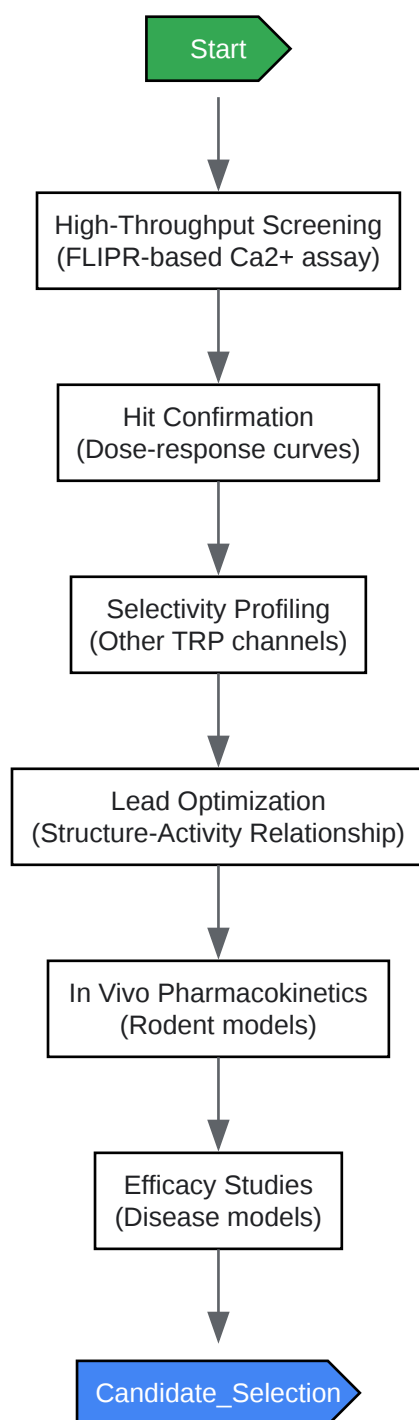 Start
High-Throughput Screening
(FLIPR-based Ca2+ assay)
Hit Confirmation
(Dose-response curves)
Selectivity Profiling
(Other TRP channels)
Lead Optimization
(Structure-Activity Relationship)
In Vivo Pharmacokinetics
(Rodent models)
Efficacy Studies
(Disease models)
Candidate_Selection